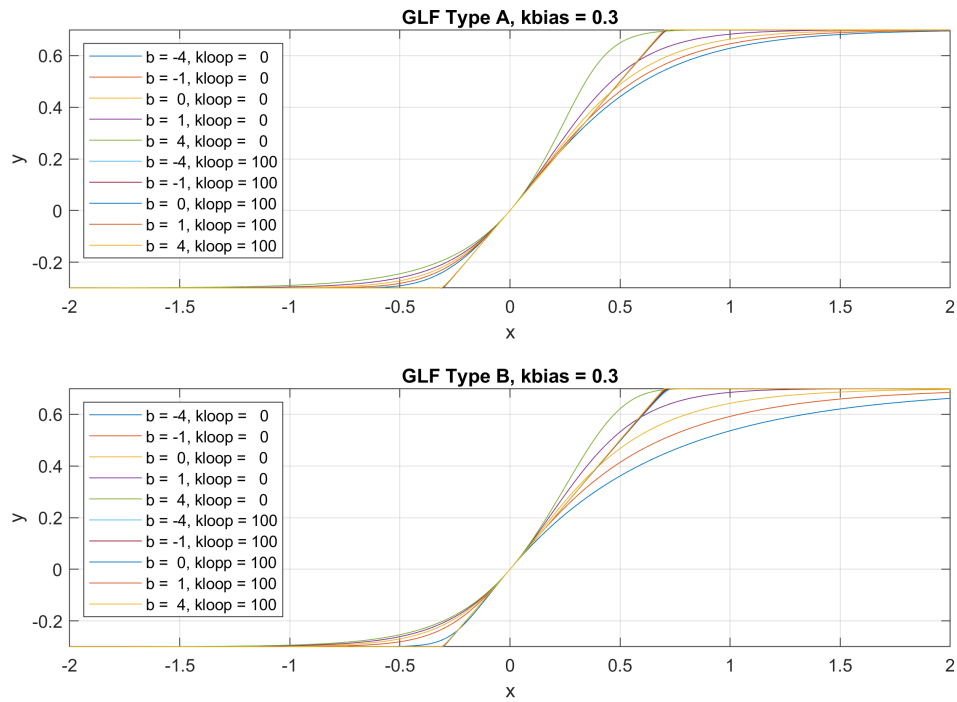 GLF Type A, kbias = 0.3
0.6
0.4
0.2
0
-0.2
y
b = -4, kloop =   0
b = -1, kloop =   0
b =  0, kloop =   0
b =  1, kloop =   0
b =  4, kloop =   0
b = -4, kloop = 100
b = -1, kloop = 100
b =  0, klopp = 100
b =  1, kloop = 100
b =  4, kloop = 100
-2 -1.5 -1 -0.5 0 0.5 1 1.5 2
x
GLF Type B, kbias = 0.3
0.6
0.4
0.2
0
-0.2
y
b = -4, kloop =   0
b = -1, kloop =   0
b =  0, kloop =   0
b =  1, kloop =   0
b =  4, kloop =   0
b = -4, kloop = 100
b = -1, kloop = 100
b =  0, klopp = 100
b =  1, kloop = 100
b =  4, kloop = 100
-2 -1.5 -1 -0.5 0 0.5 1 1.5 2
x